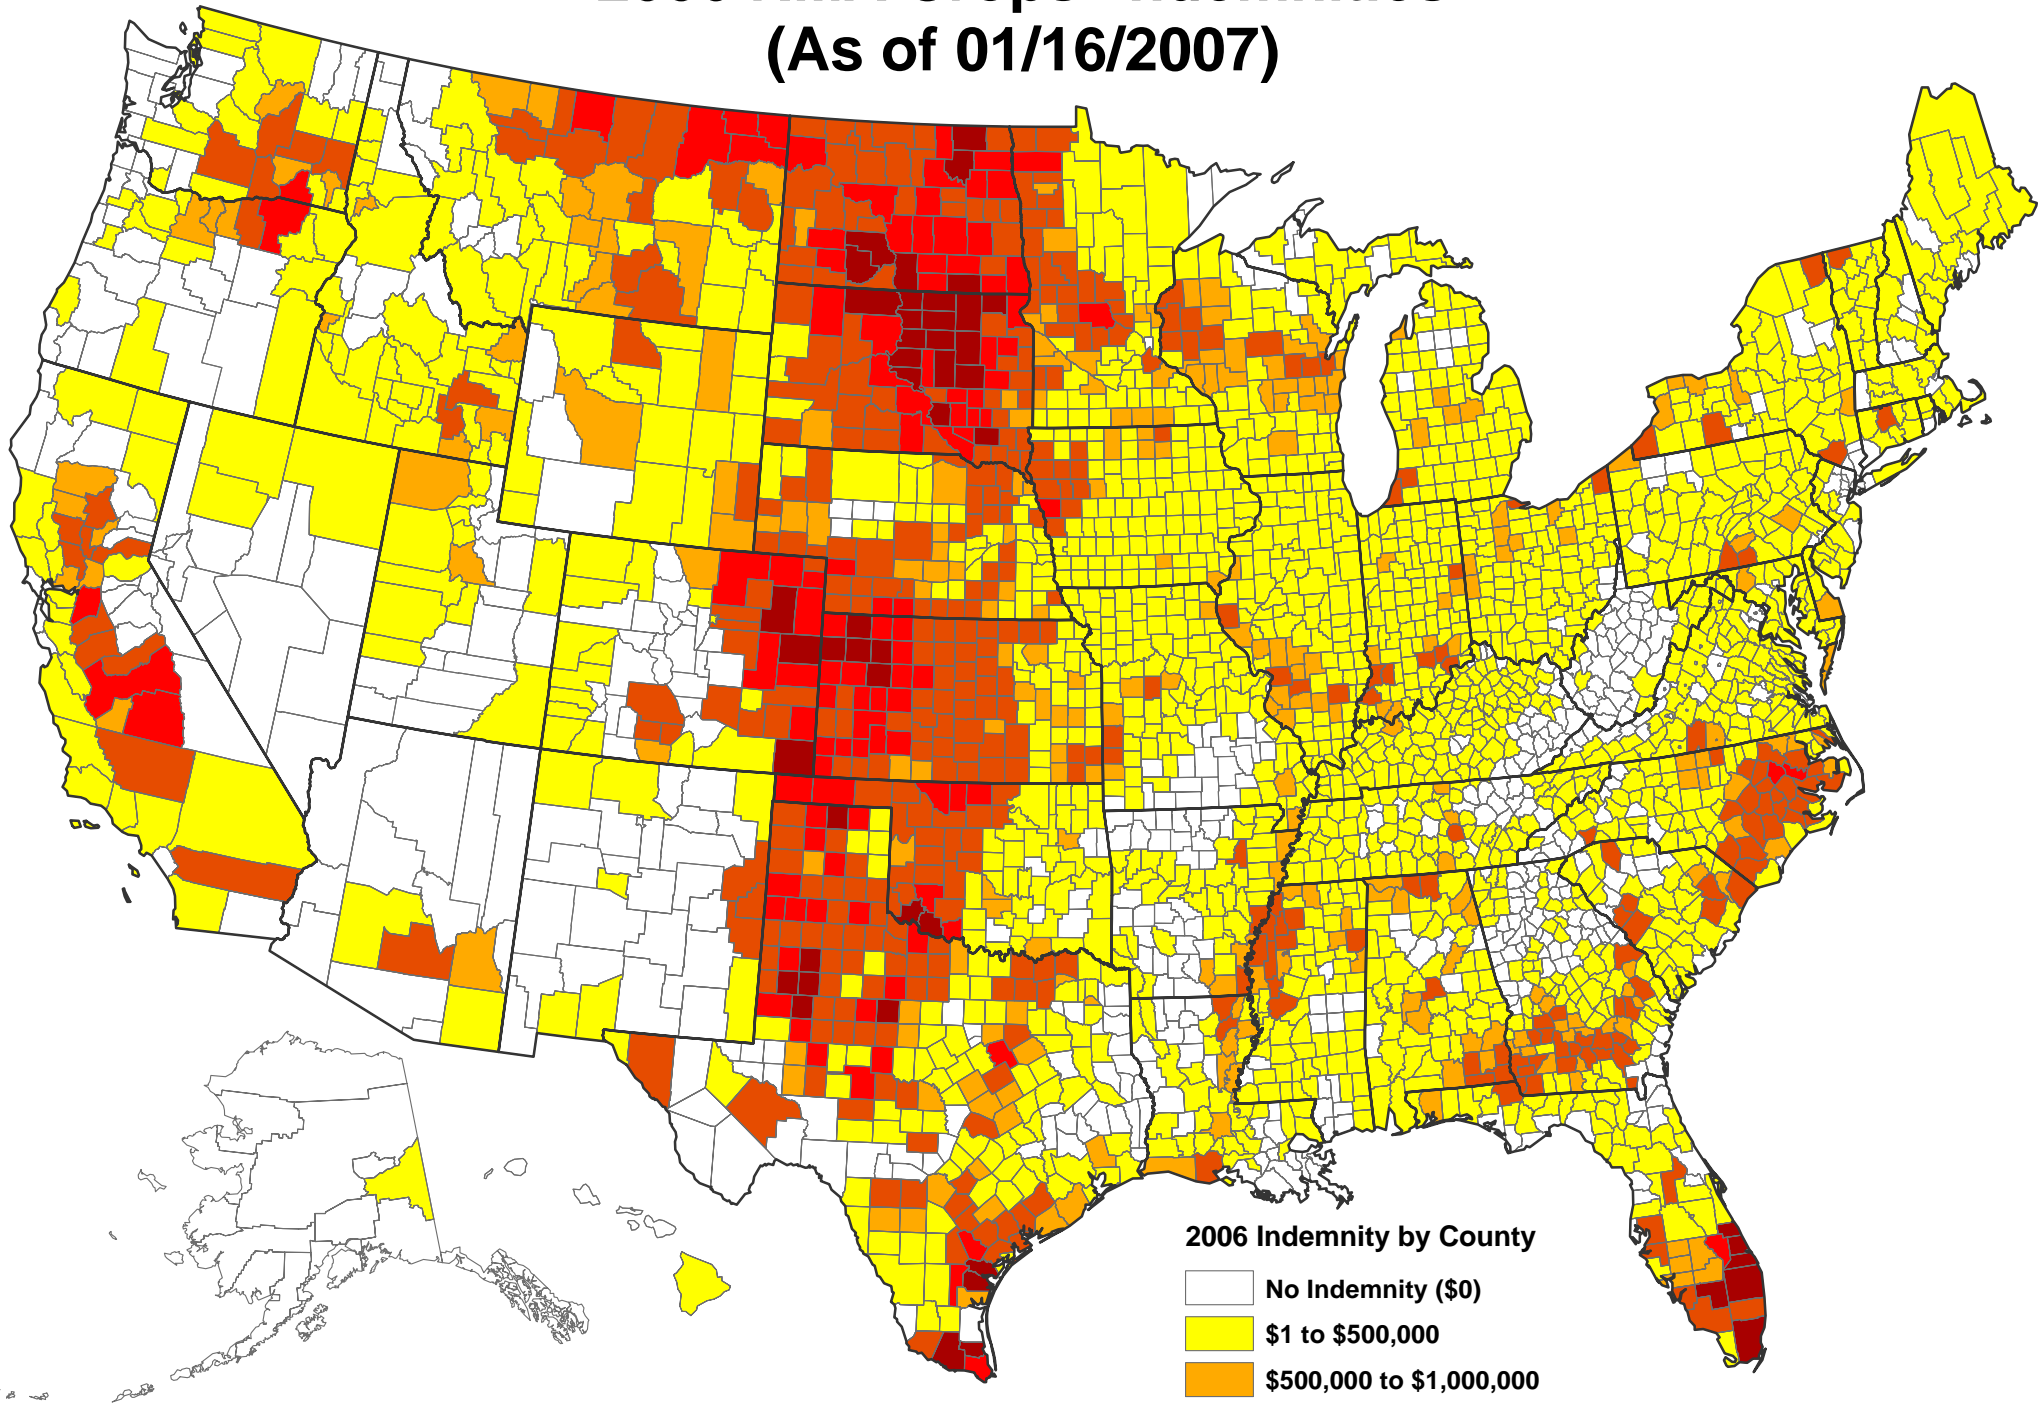 (As of 01/16/2007)
2006 Indemnity by County
No Indemnity ($0)
$1 to $500,000
$500,000 to $1,000,000